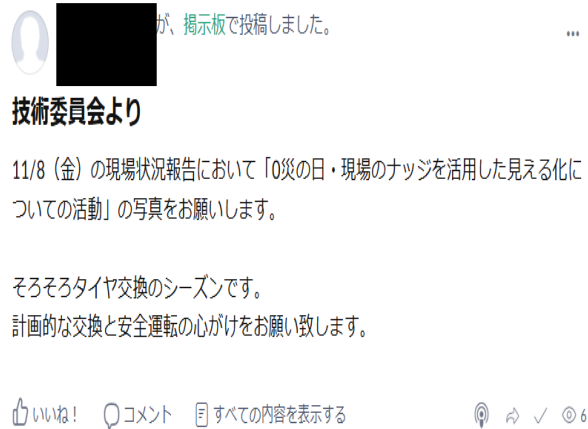 が、掲示板で投稿しました。
技術委員会より
11/8（金）の現場状況報告において「0災の日・現場のナッジを活用した見える化に
ついての活動」の写真をお願いします。
そろそろタイヤ交換のシーズンです。
計画的な交換と安全運転の心がけをお願い致します。
いいね！ コメント すべての内容を表示する 6